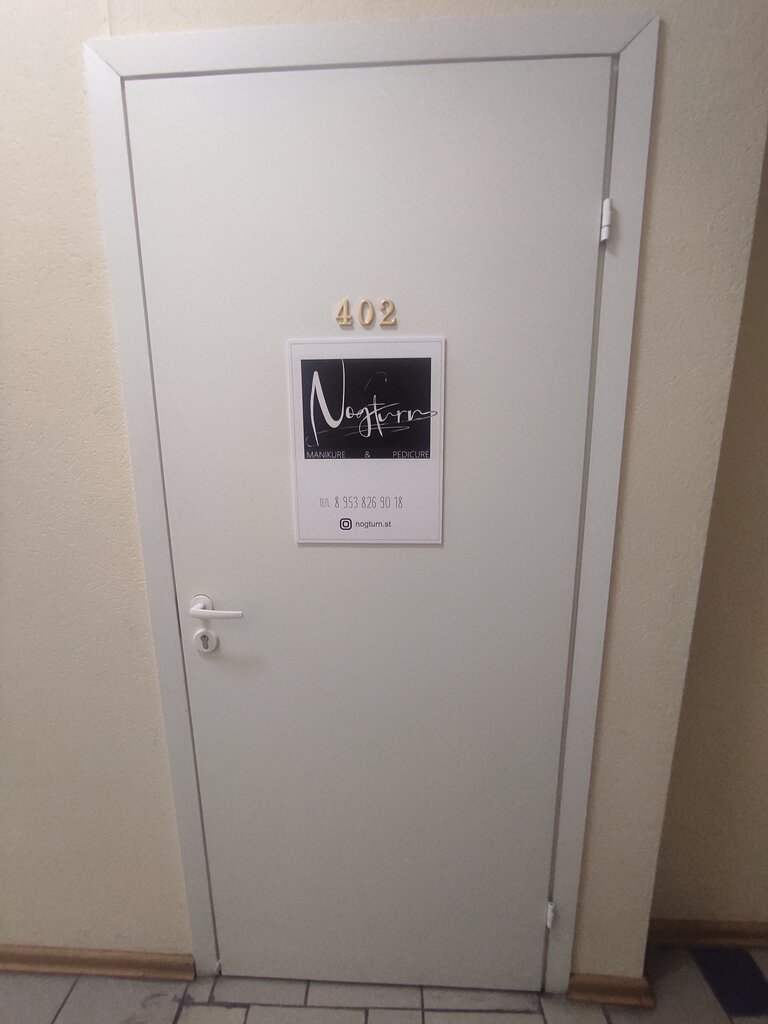 402
Nogturn
MANIKURE & PEDICURE
ТЕЛ. 8 953 826 90 18
nogturn.st